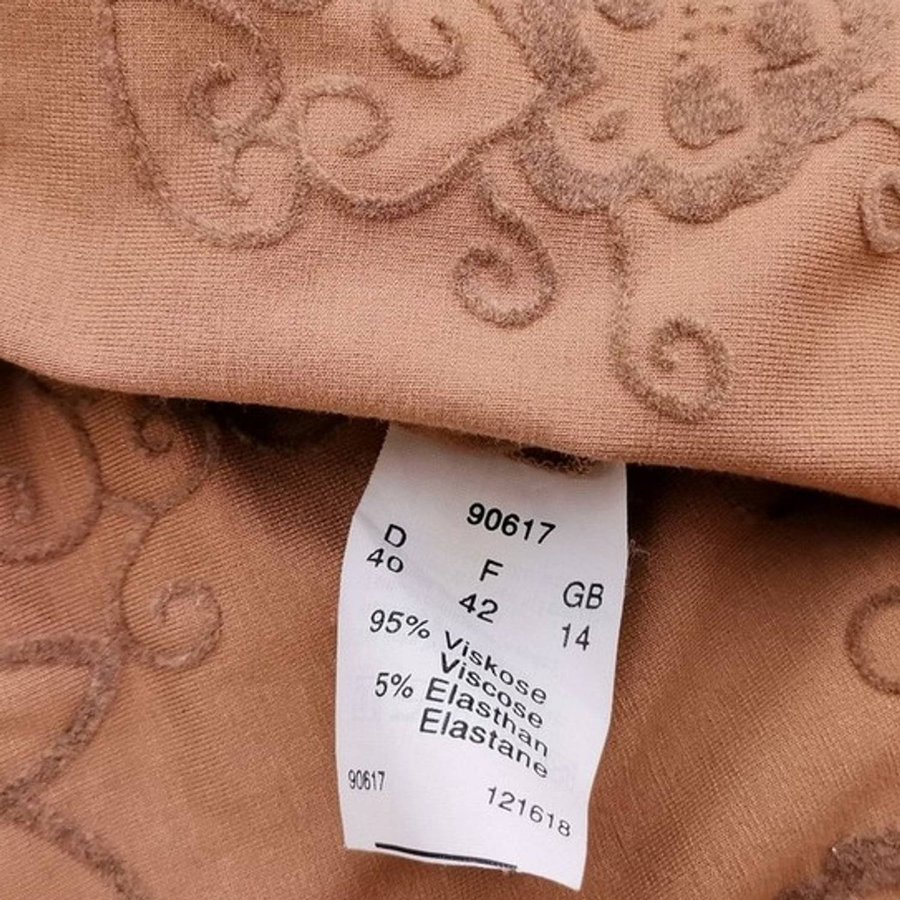 90617
D F GB
40 42 14
95% Viskose
Viscose
5% Elasthan
Elastane
90617 121618